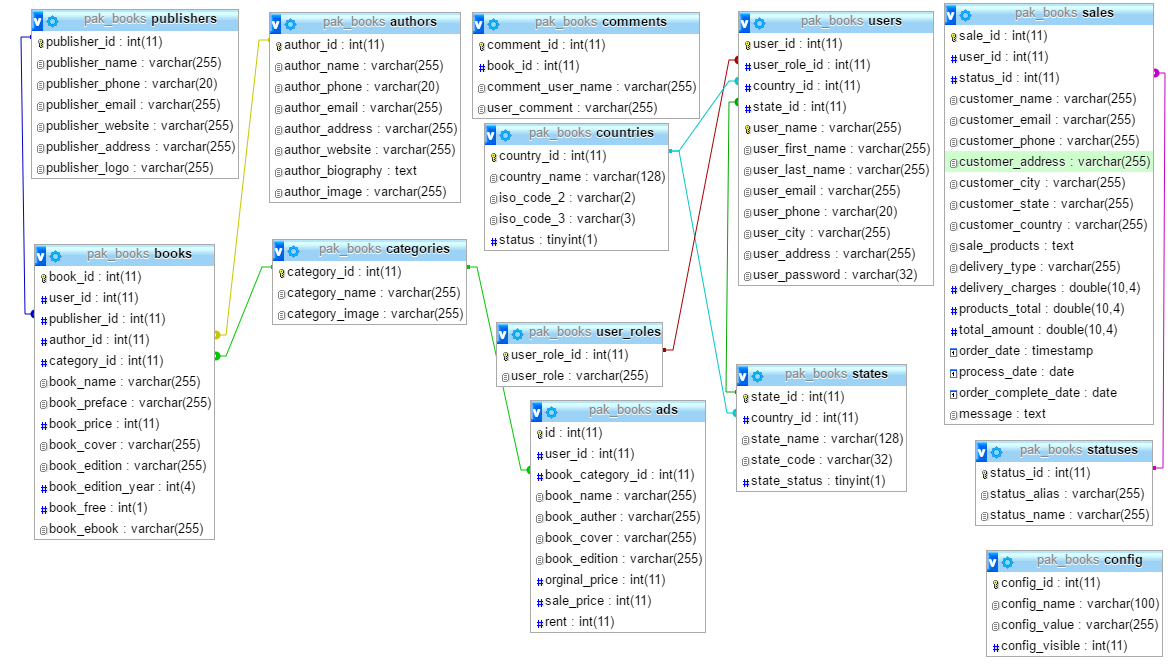 v pak_books publishers
publisher_id : int(11)
publisher_name : varchar(255)
publisher_phone : varchar(20)
publisher_email : varchar(255)
publisher_website : varchar(255)
publisher_address : varchar(255)
publisher_logo : varchar(255)
v pak_books authors
author_id : int(11)
author_name : varchar(255)
author_phone : varchar(20)
author_email : varchar(255)
author_address : varchar(255)
author_website : varchar(255)
author_biography : text
author_image : varchar(255)
v pak_books comments
comment_id : int(11)
# book_id : int(11)
comment_user_name : varchar(255)
user_comment : varchar(255)
v pak_books users
user_id : int(11)
# user_role_id : int(11)
# country_id : int(11)
# state_id : int(11)
user_name : varchar(255)
user_first_name : varchar(255)
user_last_name : varchar(255)
user_email : varchar(255)
user_phone : varchar(20)
user_city : varchar(255)
user_address : varchar(255)
user_password : varchar(32)
v pak_books sales
sale_id : int(11)
# user_id : int(11)
# status_id : int(11)
customer_name : varchar(255)
customer_email : varchar(255)
customer_phone : varchar(255)
customer_address : varchar(255)
customer_city : varchar(255)
customer_state : varchar(255)
customer_country : varchar(255)
sale_products : text
delivery_type : varchar(255)
# delivery_charges : double(10,4)
# products_total : double(10,4)
# total_amount : double(10,4)
order_date : timestamp
process_date : date
order_complete_date : date
message : text
v pak_books countries
country_id : int(11)
country_name : varchar(128)
iso_code_2 : varchar(2)
iso_code_3 : varchar(3)
# status : tinyint(1)
v pak_books books
book_id : int(11)
# user_id : int(11)
# publisher_id : int(11)
# author_id : int(11)
# category_id : int(11)
book_name : varchar(255)
book_preface : varchar(255)
# book_price : int(11)
book_cover : varchar(255)
book_edition : varchar(255)
# book_edition_year : int(4)
# book_free : int(1)
book_ebook : varchar(255)
v pak_books categories
category_id : int(11)
category_name : varchar(255)
category_image : varchar(255)
v pak_books user_roles
user_role_id : int(11)
user_role : varchar(255)
v pak_books ads
id : int(11)
# user_id : int(11)
# book_category_id : int(11)
book_name : varchar(255)
book_auther : varchar(255)
book_cover : varchar(255)
book_edition : varchar(255)
# orginal_price : int(11)
# sale_price : int(11)
# rent : int(11)
v pak_books states
state_id : int(11)
# country_id : int(11)
state_name : varchar(128)
state_code : varchar(32)
# state_status : tinyint(1)
v pak_books statuses
status_id : int(11)
status_alias : varchar(255)
status_name : varchar(255)
v pak_books config
config_id : int(11)
config_name : varchar(100)
config_value : varchar(255)
# config_visible : int(11)